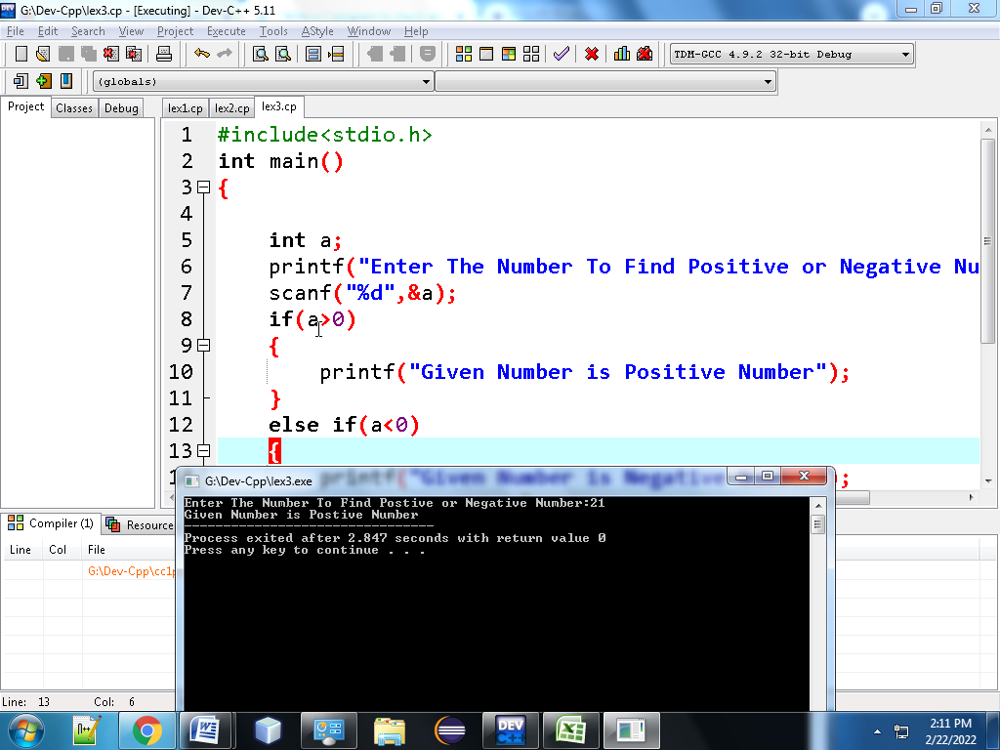 G:\Dev-Cpp\lex3.cp - [Executing] - Dev-C++ 5.11
File Edit Search View Project Execute Tools AStyle Window Help
TDM-GCC 4.9.2 32-bit Debug
(globals)
Project Classes Debug lex1.cp lex2.cp lex3.cp
1 #include<stdio.h>
2 int main()
3 {
4
5 int a;
6 printf("Enter The Number To Find Positive or Negative Nu
7 scanf("%d",&a);
8 if(a>0)
9 {
10 printf("Given Number is Positive Number");
11 }
12 else if(a<0)
13 {
printf("Given Number is Negative
G:\Dev-Cpp\lex3.exe
Enter The Number To Find Postive or Negative Number:21
Given Number is Postive Number
--------------------------------
Process exited after 2.847 seconds with return value 0
Press any key to continue . . .
Compiler (1) Resource
Line Col File
G:\Dev-Cpp\cc1p
Line: 13 Col: 6
n++
W
DEV
C++
2:11 PM
2/22/2022